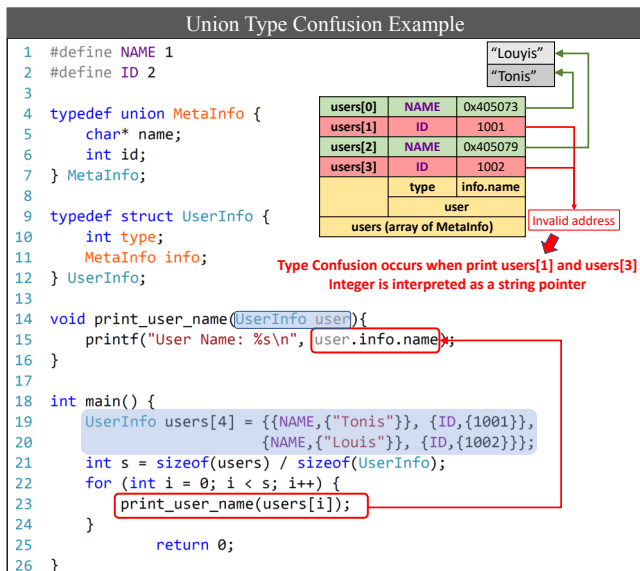 Union Type Confusion Example
1 #define NAME 1
2 #define ID 2
3
4 typedef union MetaInfo {
5 char* name;
6 int id;
7 } MetaInfo;
8
9 typedef struct UserInfo {
10 int type;
11 MetaInfo info;
12 } UserInfo;
13
14 void print_user_name(UserInfo user){
15 printf("User Name: %s\n", user.info.name);
16 }
17
18 int main() {
19 UserInfo users[4] = {{NAME,{"Tonis"}}, {ID,{1001}},
20 {NAME,{"Louis"}}, {ID,{1002}}};
21 int s = sizeof(users) / sizeof(UserInfo);
22 for (int i = 0; i < s; i++) {
23 print_user_name(users[i]);
24 }
25 return 0;
26 }
“Louyis”
“Tonis”
users[0] NAME 0x405073
users[1] ID 1001
users[2] NAME 0x405079
users[3] ID 1002
type info.name
user
users (array of MetaInfo)
Invalid address
Type Confusion occurs when print users[1] and users[3]
Integer is interpreted as a string pointer